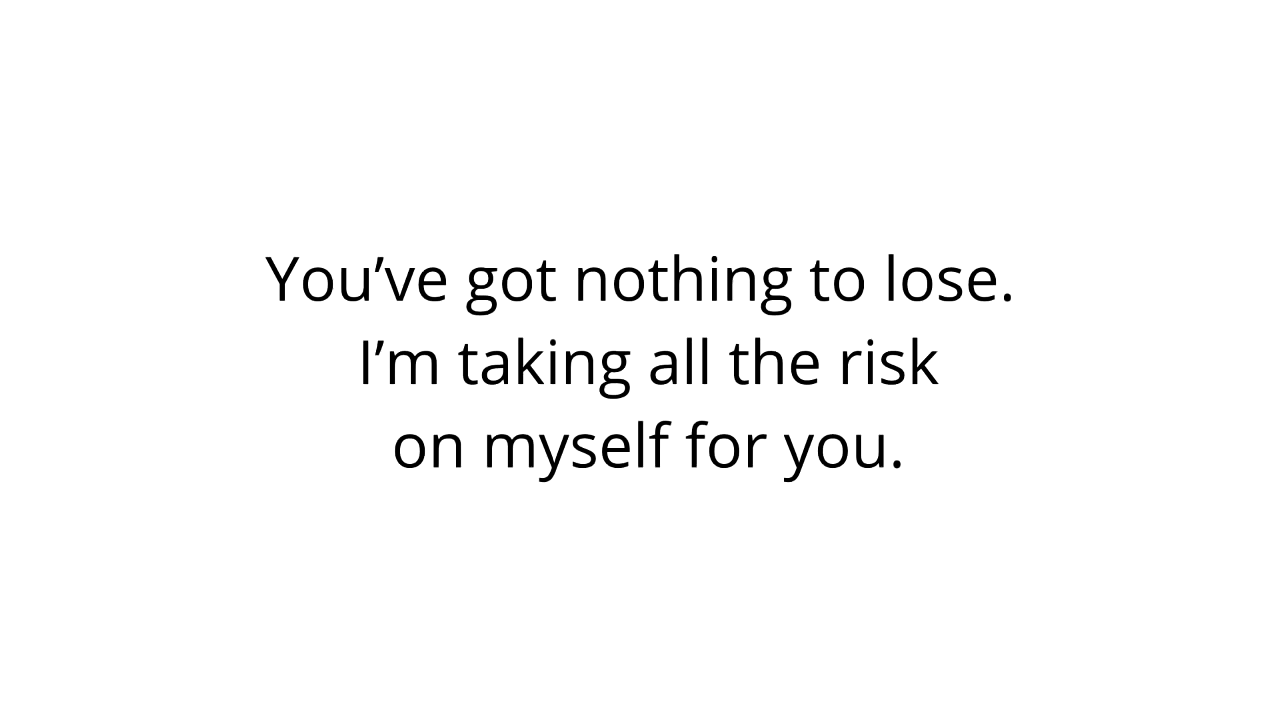 You’ve got nothing to lose.
I’m taking all the risk
on myself for you.